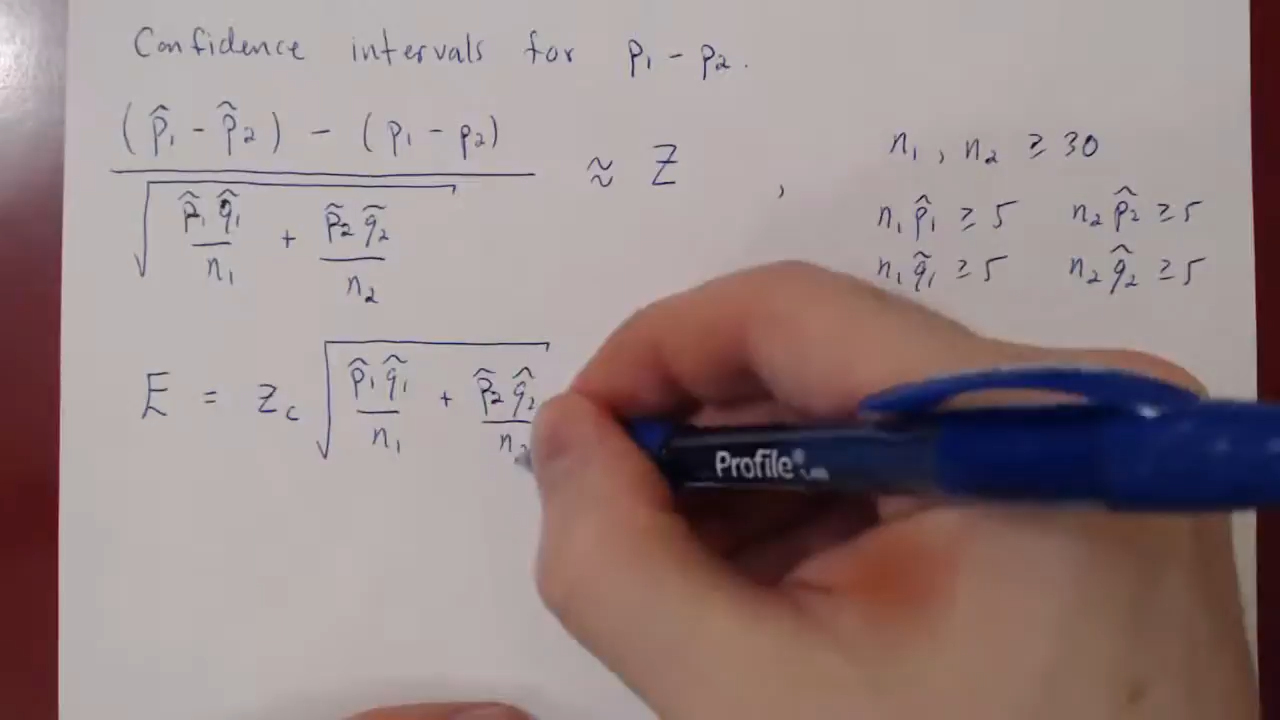 Confidence intervals for p₁ - p₂.
(p̂₁ - p̂₂) - (p₁ - p₂)
√ p̂₁q̂₁/n₁ + p̂₂q̂₂/n₂ ≈ Z ,
n₁ , n₂ ≥ 30
n₁p̂₁ ≥ 5 n₂p̂₂ ≥ 5
n₁q̂₁ ≥ 5 n₂q̂₂ ≥ 5
E = z_c √ p̂₁q̂₁/n₁ + p̂₂q̂₂/n₂
Profile®